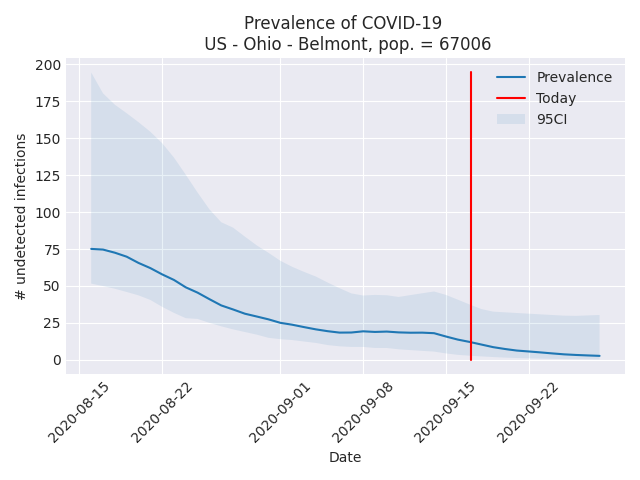 Prevalence of COVID-19
US - Ohio - Belmont, pop. = 67006
200
175
150
125
100
75
50
25
0
# undetected infections
Prevalence
Today
95CI
2020-08-15
2020-08-22
2020-09-01
2020-09-08
2020-09-15
2020-09-22
Date